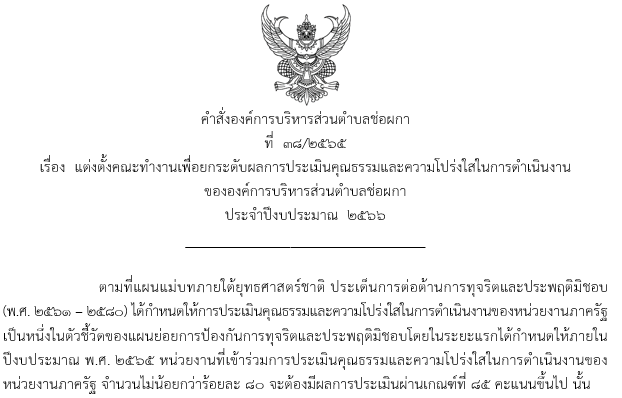 คำสั่งองค์การบริหารส่วนตำบลช่อผกา
ที่ ๓๘/๒๕๖๕
เรื่อง แต่งตั้งคณะทำงานเพื่อยกระดับผลการประเมินคุณธรรมและความโปร่งใสในการดำเนินงาน
ขององค์การบริหารส่วนตำบลช่อผกา
ประจำปีงบประมาณ ๒๕๖๖
ตามที่แผนแม่บทภายใต้ยุทธศาสตร์ชาติ ประเด็นการต่อต้านการทุจริตและประพฤติมิชอบ
(พ.ศ. ๒๕๖๑ – ๒๕๘๐) ได้กำหนดให้การประเมินคุณธรรมและความโปร่งใสในการดำเนินงานของหน่วยงานภาครัฐ
เป็นหนึ่งในตัวชี้วัดของแผนย่อยการป้องกันการทุจริตและประพฤติมิชอบโดยในระยะแรกได้กำหนดให้ภายใน
ปีงบประมาณ พ.ศ. ๒๕๖๕ หน่วยงานที่เข้าร่วมการประเมินคุณธรรมและความโปร่งใสในการดำเนินงานของ
หน่วยงานภาครัฐ จำนวนไม่น้อยกว่าร้อยละ ๘๐ จะต้องมีผลการประเมินผ่านเกณฑ์ที่ ๘๕ คะแนนขึ้นไป นั้น